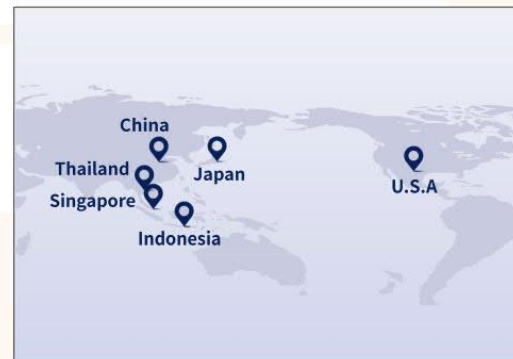 China
Thailand
Japan
Singapore
U.S.A
Indonesia